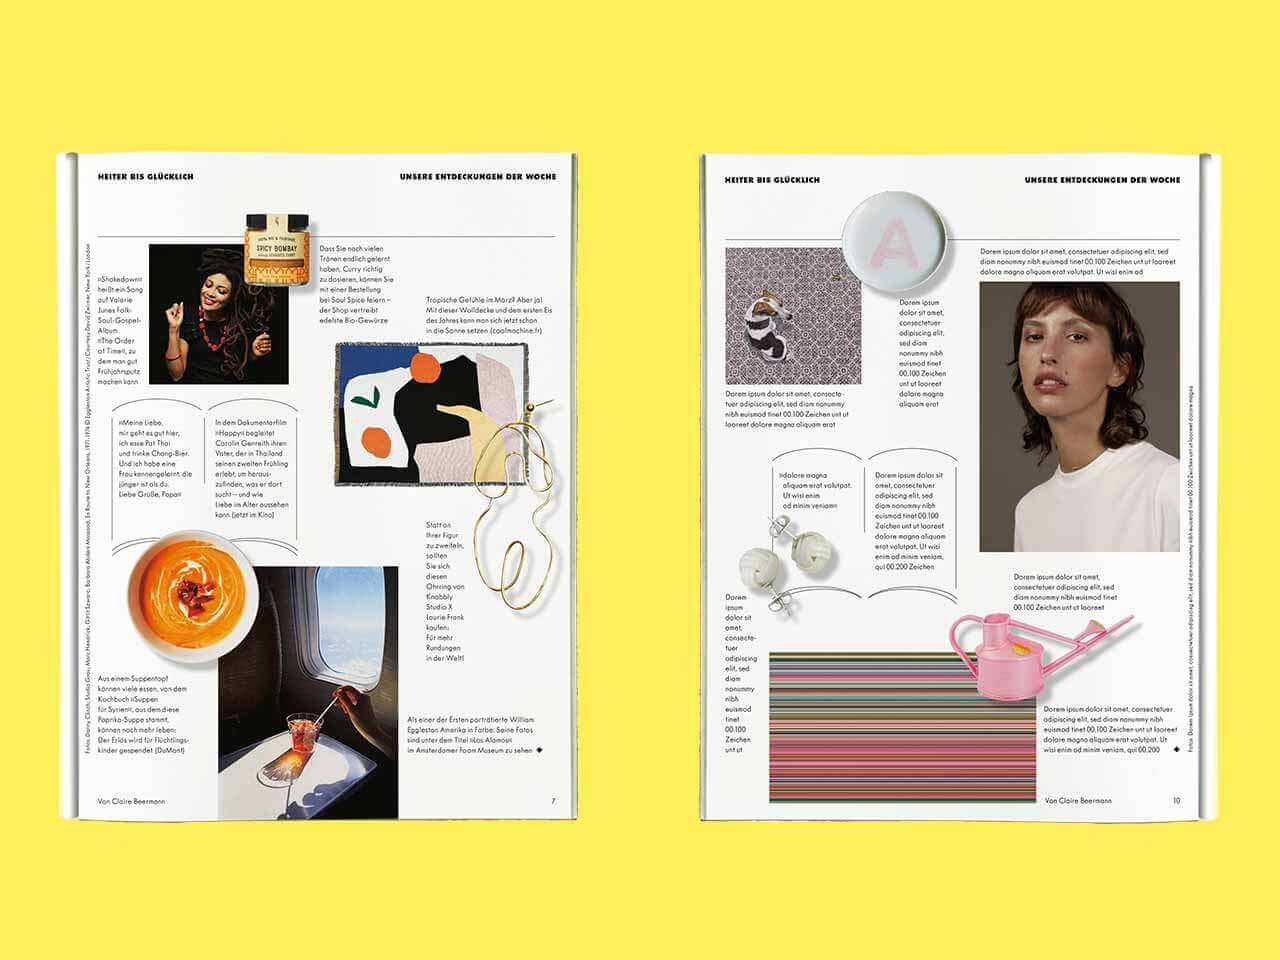 HEITER BIS GLÜCKLICH
UNSERE ENTDECKUNGEN DER WOCHE
»Shakedown«
heißt ein Song
auf Valerie
Junes Folk-
Soul-Gospel-
Album
»The Order
of Time«, zu
dem man gut
Frühjahrsputz
machen kann
SPICY BOMBAY
Dass Sie nach vielen
Tränen endlich gelernt
haben, Curry richtig
zu dosieren, können Sie
mit einer Bestellung
bei Soul Spice feiern –
der Shop vertreibt
edelste Bio-Gewürze
Tropische Gefühle im März? Aber ja!
Mit dieser Wolldecke und dem ersten Eis
des Jahres kann man sich jetzt schon
in die Sonne setzen (coolmachine.fr)
»Meine Liebe,
mir geht es gut hier,
ich esse Pat Thai
und trinke Chang-Bier.
Und ich habe eine
Frau kennengelernt, die
jünger ist als du.
Liebe Grüße, Papa«
In dem Dokumentarfilm
»Happy« begleitet
Carolin Genreith ihren
Vater, der in Thailand
seinen zweiten Frühling
erlebt, um heraus-
zufinden, was er dort
sucht – und wie
Liebe im Alter aussehen
kann (jetzt im Kino)
Statt an
Ihrer Figur
zu zweifeln,
sollten
Sie sich
diesen
Ohrring von
Knobbly
Studio X
Laurie Frank
kaufen:
Für mehr
Rundungen
in der Welt!
Aus einem Suppentopf
können viele essen, von dem
Kochbuch »Suppen
für Syrien«, aus dem diese
Paprika-Suppe stammt,
können noch mehr leben:
Der Erlös wird für Flüchtlings-
kinder gespendet (DuMont)
Als einer der Ersten porträtierte William
Eggleston Amerika in Farbe. Seine Fotos
sind unter dem Titel »Los Alamos«
im Amsterdamer Foam Museum zu sehen
Von Claire Beermann
7
HEITER BIS GLÜCKLICH
UNSERE ENTDECKUNGEN DER WOCHE
A
Dorem ipsum dolor sit amet, consectetuer adipiscing elit, sed
diam nonummy nibh euismod tinet 00.100 Zeichen unt ut laoreet
dolore magna aliquam erat volutpat. Ut wisi enim ad
Dorem ipsum
dolor sit amet,
consectetuer
adipiscing elit,
sed diam
nonummy nibh
euismod tinet
00.100 Zeichen
unt ut laoreet
dolore magna
aliquam erat
Dorem ipsum dolor sit amet, consecte-
tuer adipiscing elit, sed diam nonummy
nibh euismod tinet 00.100 Zeichen unt ut
laoreet dolore magna aliquam erat
»dolore magna
aliquam erat volutpat.
Ut wisi enim
ad minim veniam«
Dorem ipsum dolor sit
amet, consectetuer
adipiscing elit, sed
diam nonummy nibh
euismod tinet 00.100
Zeichen unt ut laoreet
dolore magna aliquam
erat volutpat. Ut wisi
enim ad minim veniam,
qui 00.200 Zeichen
Dorem ipsum dolor sit amet,
consectetuer adipiscing elit, sed
diam nonummy nibh euismod tinet
00.100 Zeichen unt ut laoreet
Dorem
ipsum
dolor sit
amet,
consecte-
tuer
adipiscing
elit, sed
diam
nonummy
nibh
euismod
tinet
00.100
Zeichen
unt ut
Dorem ipsum dolor sit amet, consectetuer
adipiscing elit, sed diam nonummy nibh
euismod tinet 00.100 Zeichen unt ut laoreet
dolore magna aliquam erat volutpat. Ut
wisi enim ad minim veniam, qui 00.200
Von Claire Beermann
10